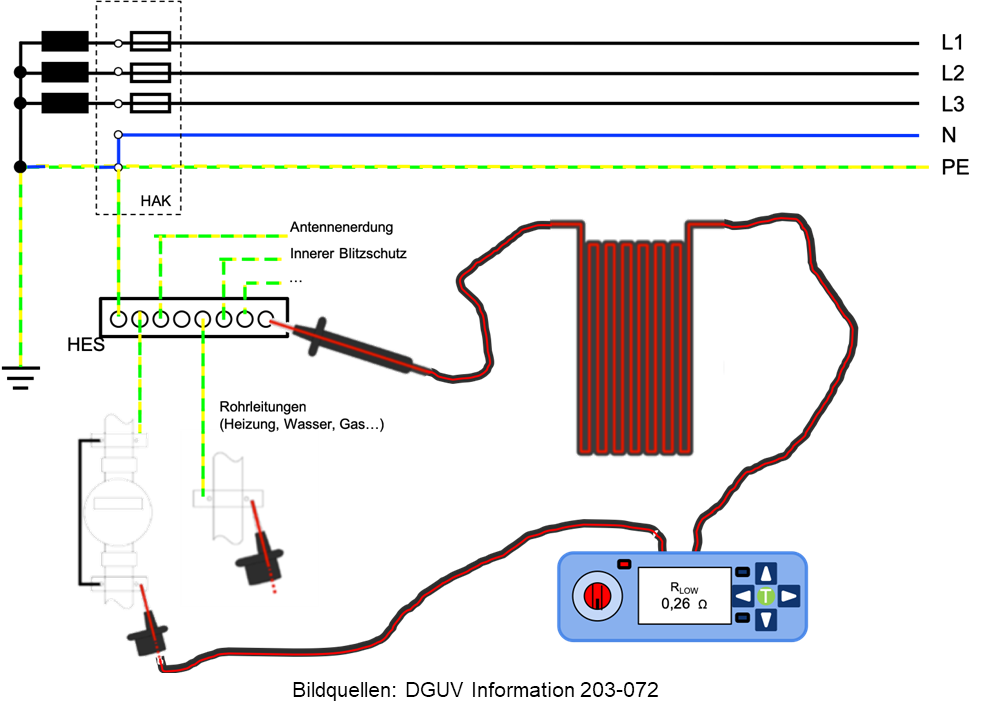 L1
L2
L3
N
PE
HAK
Antennenerdung
Innerer Blitzschutz
...
HES
Rohrleitungen
(Heizung, Wasser, Gas...)
R_LOW
0,26 Ω
T
Bildquellen: DGUV Information 203-072